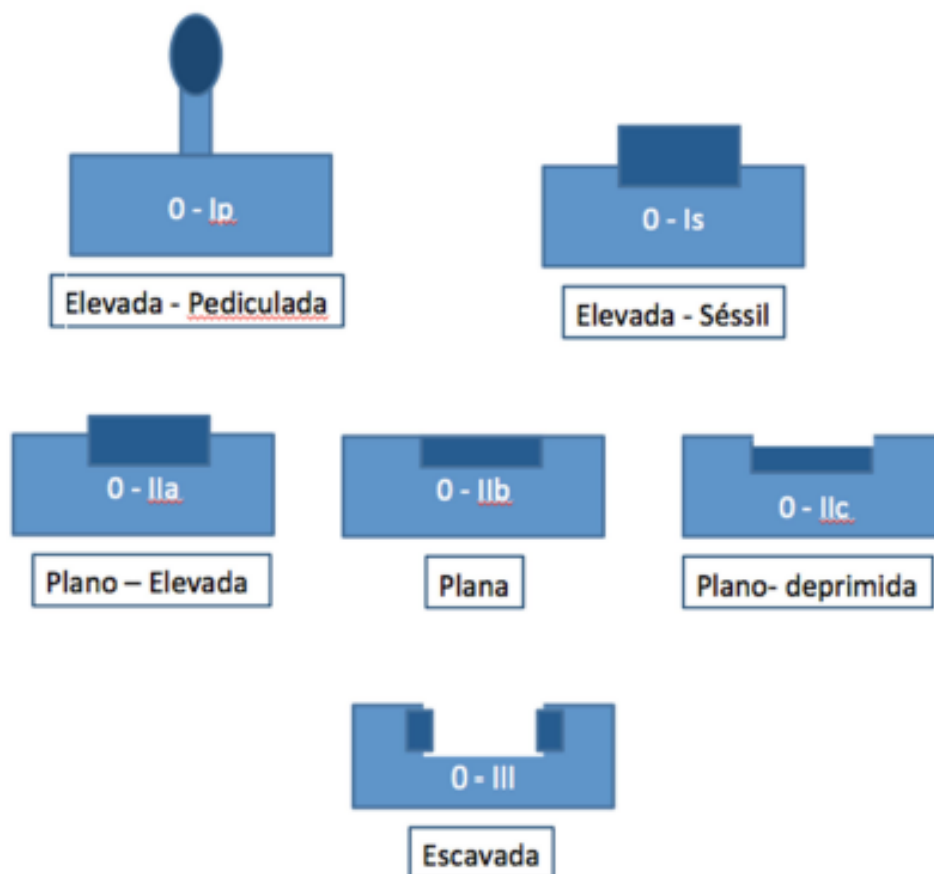 0 - Ip
0 - Is
Elevada - Pediculada
Elevada - Séssil
0 - IIa
0 - IIb
0 - IIc
Plano – Elevada
Plana
Plano- deprimida
0 - III
Escavada